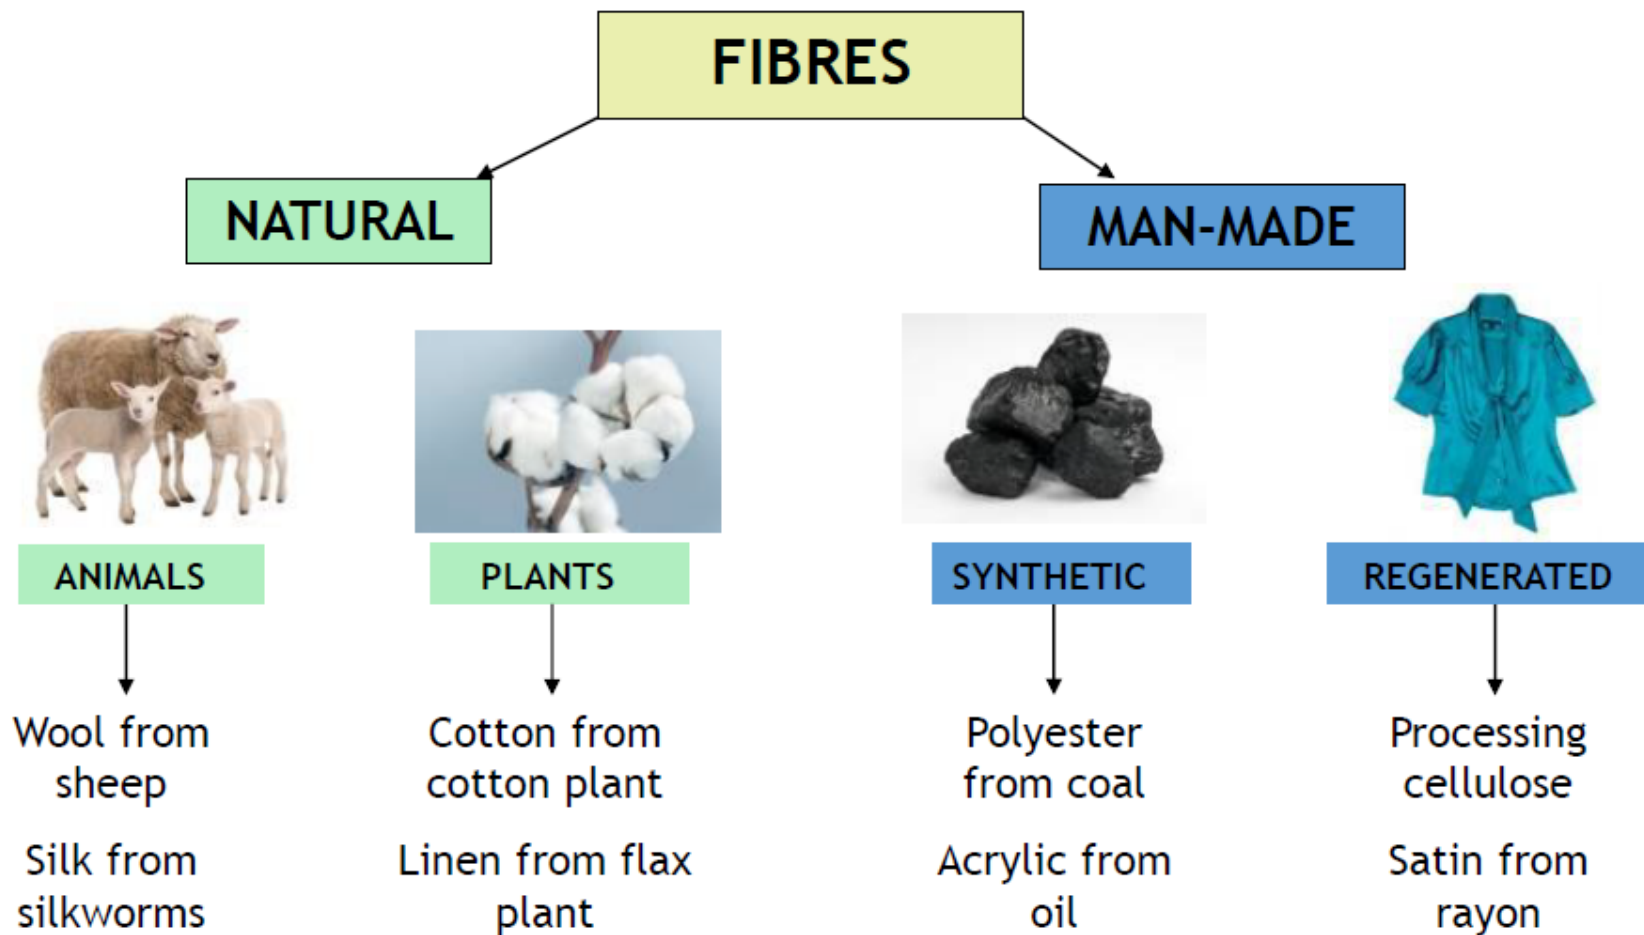 FIBRES
NATURAL
MAN-MADE
ANIMALS
PLANTS
SYNTHETIC
REGENERATED
Wool from
sheep
Silk from
silkworms
Cotton from
cotton plant
Linen from flax
plant
Polyester
from coal
Acrylic from
oil
Processing
cellulose
Satin from
rayon